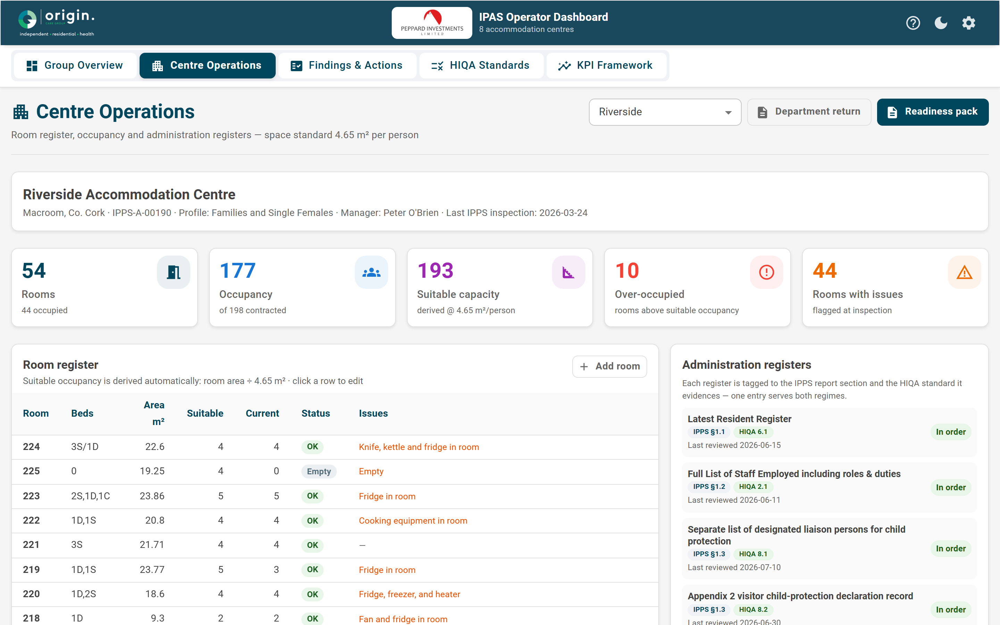 origin.
CARE GROUP
independent • residential • health
PEPPARD INVESTMENTS
LIMITED
IPAS Operator Dashboard
8 accommodation centres
Group Overview
Centre Operations
Findings & Actions
HIQA Standards
KPI Framework
Centre Operations
Room register, occupancy and administration registers — space standard 4.65 m² per person
Riverside
Department return
Readiness pack
Riverside Accommodation Centre
Macroom, Co. Cork · IPPS-A-00190 · Profile: Families and Single Females · Manager: Peter O'Brien · Last IPPS inspection: 2026-03-24
54
Rooms
44 occupied
177
Occupancy
of 198 contracted
193
Suitable capacity
derived @ 4.65 m²/person
10
Over-occupied
rooms above suitable occupancy
44
Rooms with issues
flagged at inspection
Room register
Suitable occupancy is derived automatically: room area ÷ 4.65 m² · click a row to edit
Add room
Room Beds Area m² Suitable Current Status Issues
224 3S/1D 22.6 4 4 OK Knife, kettle and fridge in room
225 0 19.25 4 0 Empty Empty
223 2S,1D,1C 23.86 5 5 OK Fridge in room
222 1D,1S 20.8 4 4 OK Cooking equipment in room
221 3S 21.71 4 4 OK —
219 1D,1S 23.77 5 3 OK Fridge in room
220 1D,2S 18.6 4 4 OK Fridge, freezer, and heater
218 1D 9.3 2 2 OK Fan and fridge in room
Administration registers
Each register is tagged to the IPPS report section and the HIQA standard it
evidences — one entry serves both regimes.
Latest Resident Register
IPPS §1.1 HIQA 6.1
Last reviewed 2026-06-15
In order
Full List of Staff Employed including roles & duties
IPPS §1.2 HIQA 2.1
Last reviewed 2026-06-11
In order
Separate list of designated liaison persons for child
protection
IPPS §1.3 HIQA 8.1
Last reviewed 2026-07-10
In order
Appendix 2 visitor child-protection declaration record
IPPS §1.3 HIQA 8.2
Last reviewed 2026-06-30
In order